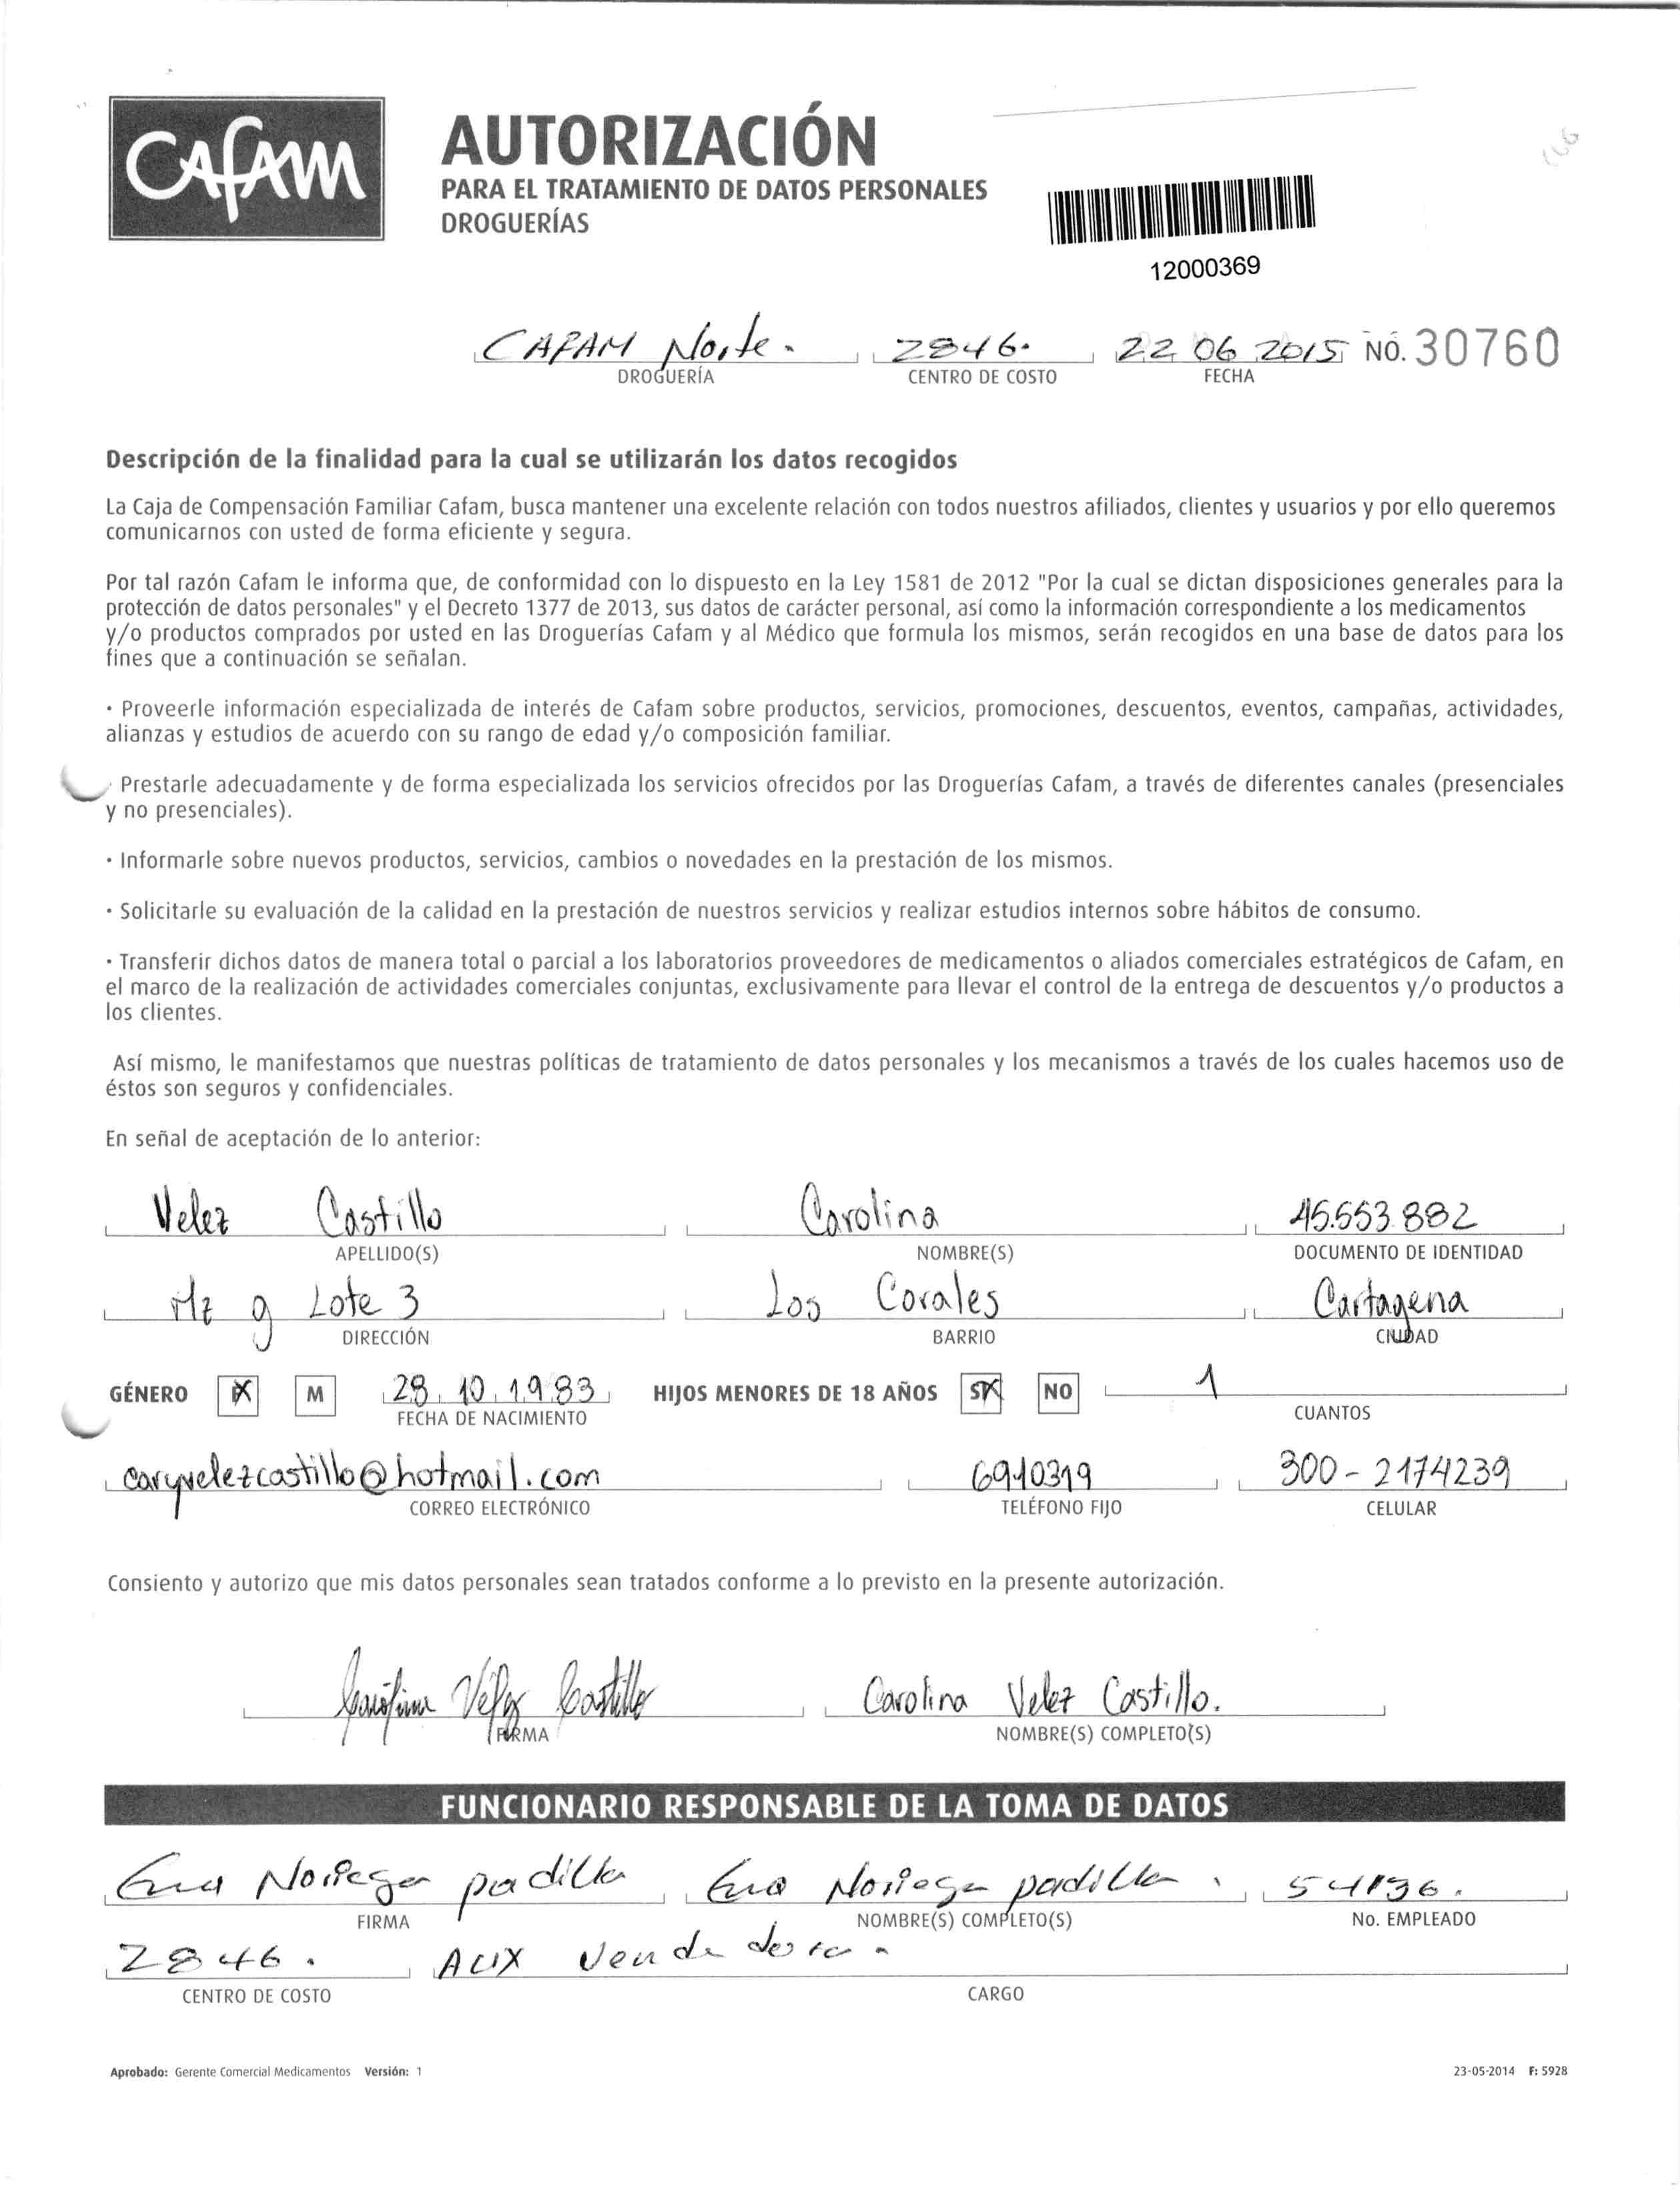 CAFAM
AUTORIZACIÓN
PARA EL TRATAMIENTO DE DATOS PERSONALES
DROGUERÍAS
12000369
CAFAM Norte. 2846. 22 06 2015 NO. 30760
DROGUERÍA CENTRO DE COSTO FECHA
Descripción de la finalidad para la cual se utilizarán los datos recogidos
La Caja de Compensación Familiar Cafam, busca mantener una excelente relación con todos nuestros afiliados, clientes y usuarios y por ello queremos
comunicarnos con usted de forma eficiente y segura.
Por tal razón Cafam le informa que, de conformidad con lo dispuesto en la Ley 1581 de 2012 "Por la cual se dictan disposiciones generales para la
protección de datos personales" y el Decreto 1377 de 2013, sus datos de carácter personal, así como la información correspondiente a los medicamentos
y/o productos comprados por usted en las Droguerías Cafam y al Médico que formula los mismos, serán recogidos en una base de datos para los
fines que a continuación se señalan.
· Proveerle información especializada de interés de Cafam sobre productos, servicios, promociones, descuentos, eventos, campañas, actividades,
alianzas y estudios de acuerdo con su rango de edad y/o composición familiar.
· Prestarle adecuadamente y de forma especializada los servicios ofrecidos por las Droguerías Cafam, a través de diferentes canales (presenciales
y no presenciales).
· Informarle sobre nuevos productos, servicios, cambios o novedades en la prestación de los mismos.
· Solicitarle su evaluación de la calidad en la prestación de nuestros servicios y realizar estudios internos sobre hábitos de consumo.
· Transferir dichos datos de manera total o parcial a los laboratorios proveedores de medicamentos o aliados comerciales estratégicos de Cafam, en
el marco de la realización de actividades comerciales conjuntas, exclusivamente para llevar el control de la entrega de descuentos y/o productos a
los clientes.
Así mismo, le manifestamos que nuestras políticas de tratamiento de datos personales y los mecanismos a través de los cuales hacemos uso de
éstos son seguros y confidenciales.
En señal de aceptación de lo anterior:
Velez Castillo Carolina 45.553.882
APELLIDO(S) NOMBRE(S) DOCUMENTO DE IDENTIDAD
Mz g Lote 3 Los Corales Cartagena
DIRECCIÓN BARRIO CIUDAD
GÉNERO X M 28 10 1983 HIJOS MENORES DE 18 AÑOS SI X NO 1
FECHA DE NACIMIENTO CUANTOS
caryvelezcastillo@hotmail.com 6910319 300-2174239
CORREO ELECTRÓNICO TELÉFONO FIJO CELULAR
Consiento y autorizo que mis datos personales sean tratados conforme a lo previsto en la presente autorización.
Carolina Velez Castillo Carolina Velez Castillo.
FIRMA NOMBRE(S) COMPLETO(S)
FUNCIONARIO RESPONSABLE DE LA TOMA DE DATOS
Noriega padilla Noriega padilla. 54136.
FIRMA NOMBRE(S) COMPLETO(S) No. EMPLEADO
2846. AUX Vendedora.
CENTRO DE COSTO CARGO
Aprobado: Gerente Comercial Medicamentos Versión: 1 23-05-2014 F: 5928